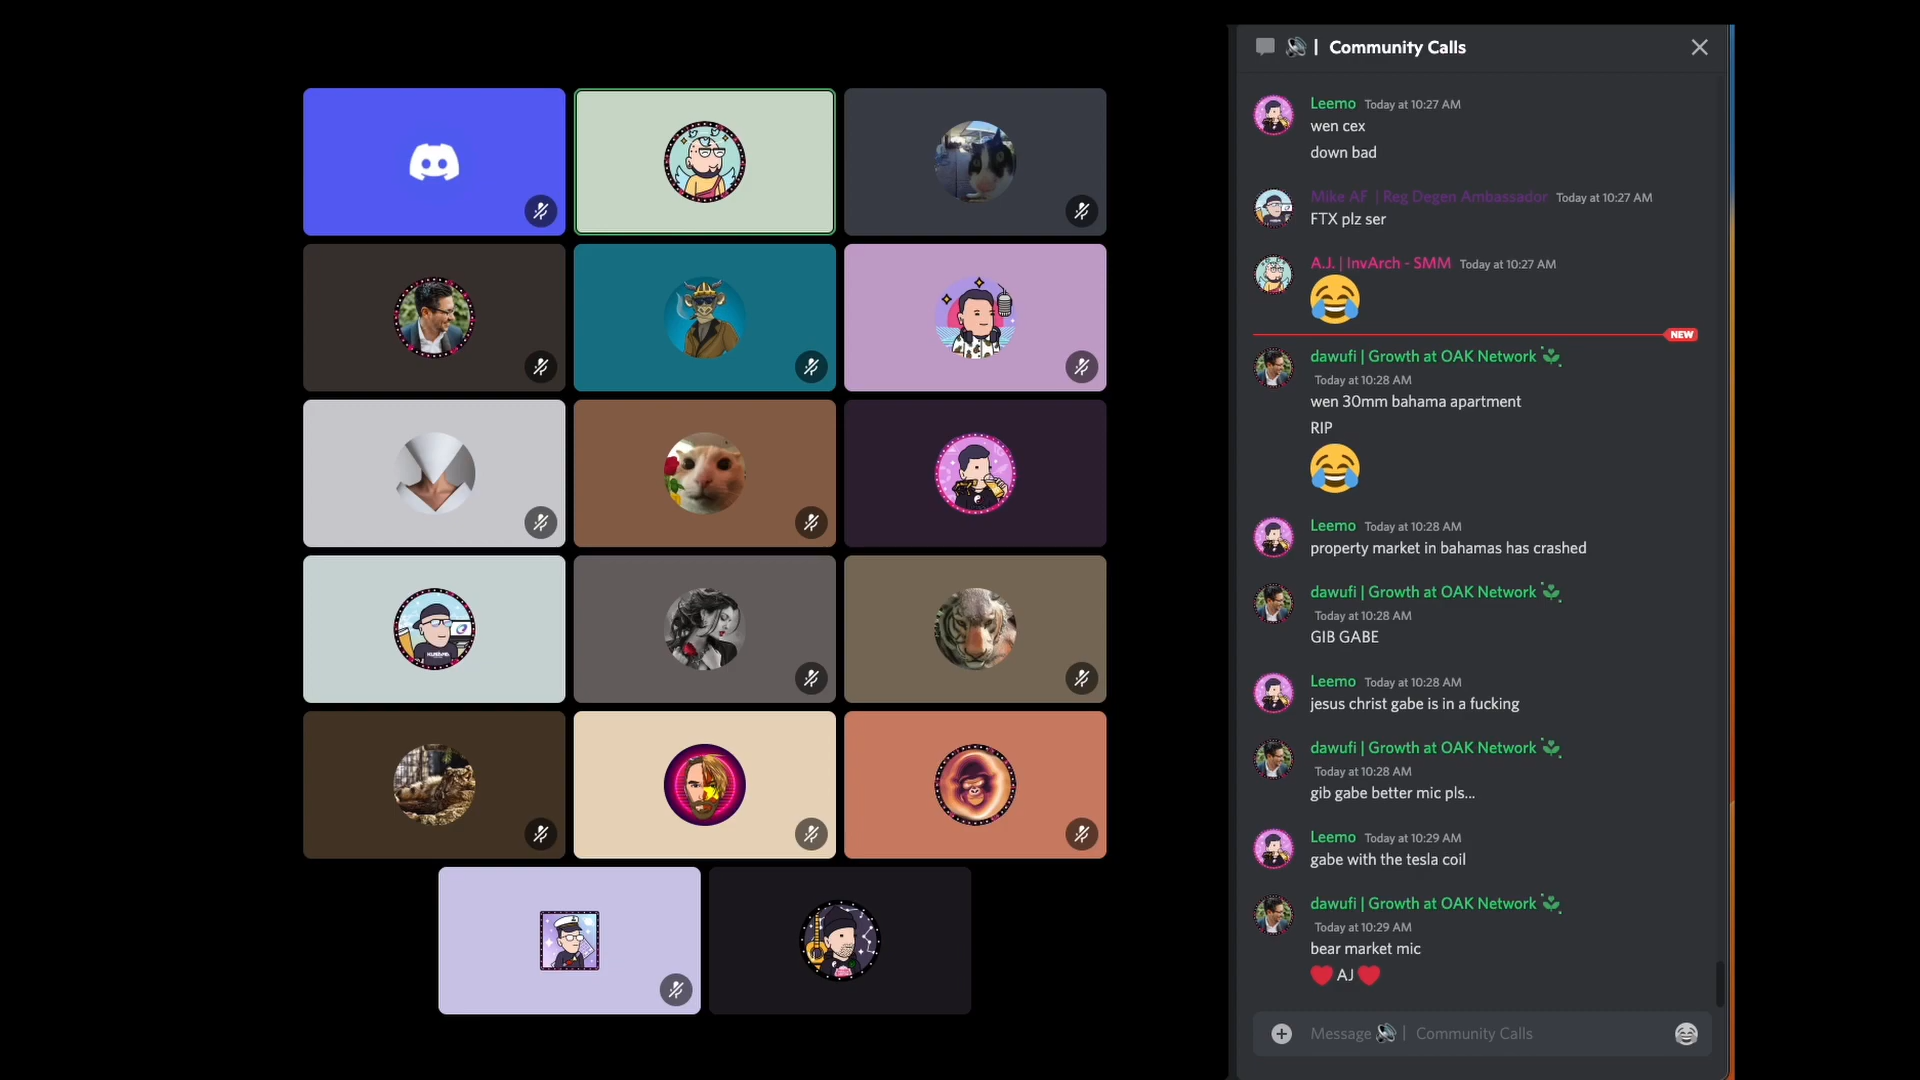 | Community Calls
Leemo Today at 10:27 AM
wen cex
down bad
Mike AF | Reg Degen Ambassador Today at 10:27 AM
FTX plz ser
A.J. | InvArch - SMM Today at 10:27 AM
NEW
dawufi | Growth at OAK Network
Today at 10:28 AM
wen 30mm bahama apartment
RIP
Leemo Today at 10:28 AM
property market in bahamas has crashed
dawufi | Growth at OAK Network
Today at 10:28 AM
GIB GABE
Leemo Today at 10:28 AM
jesus christ gabe is in a fucking
dawufi | Growth at OAK Network
Today at 10:28 AM
gib gabe better mic pls...
Leemo Today at 10:29 AM
gabe with the tesla coil
dawufi | Growth at OAK Network
Today at 10:29 AM
bear market mic
❤️ AJ ❤️
Message | Community Calls